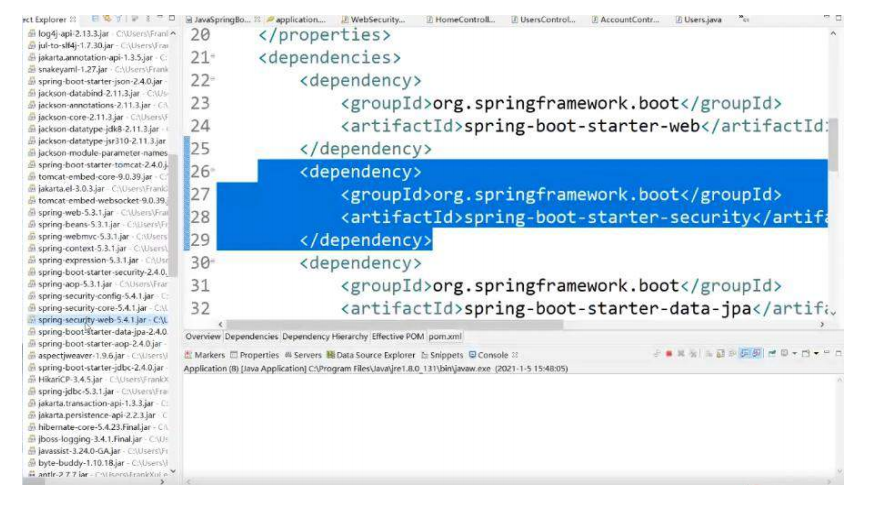 ect Explorer
log4j-api-2.13.3.jar - C:\Users\Frank
jul-to-slf4j-1.7.30.jar - C:\Users\Fran
jakarta.annotation-api-1.3.5.jar - C:
snakeyaml-1.27.jar - C:\Users\Frank
spring-boot-starter-json-2.4.0.jar -
jackson-databind-2.11.3.jar - C:\Us
jackson-annotations-2.11.3.jar - C:\
jackson-core-2.11.3.jar - C:\Users\F
jackson-datatype-jdk8-2.11.3.jar -
jackson-datatype-jsr310-2.11.3.jar
jackson-module-parameter-names
spring-boot-starter-tomcat-2.4.0.j
tomcat-embed-core-9.0.39.jar - C:
jakarta.el-3.0.3.jar - C:\Users\Frank
tomcat-embed-websocket-9.0.39.
spring-web-5.3.1.jar - C:\Users\Fra
spring-beans-5.3.1.jar - C:\Users\Fr
spring-webmvc-5.3.1.jar - C:\Users
spring-context-5.3.1.jar - C:\Users\
spring-expression-5.3.1.jar - C:\Use
spring-boot-starter-security-2.4.0.
spring-aop-5.3.1.jar - C:\Users\Fran
spring-security-config-5.4.1.jar - C:
spring-security-core-5.4.1.jar - C:\U
spring-security-web-5.4.1.jar - C:\U
spring-boot-starter-data-jpa-2.4.0
spring-boot-starter-aop-2.4.0.jar -
aspectjweaver-1.9.6.jar - C:\Users\
spring-boot-starter-jdbc-2.4.0.jar -
HikariCP-3.4.5.jar - C:\Users\FrankX
spring-jdbc-5.3.1.jar - C:\Users\Fra
jakarta.transaction-api-1.3.3.jar - C:
jakarta.persistence-api-2.2.3.jar - C
hibernate-core-5.4.23.Final.jar - C:\
jboss-logging-3.4.1.Final.jar - C:\Us
javassist-3.24.0-GA.jar - C:\Users\Fr
byte-buddy-1.10.18.jar - C:\Users\F
antlr-2.7.7.jar - C:\Users\FrankXu
JavaSpringBo... application.... WebSecurity... HomeControll... UsersControl... AccountContr... Users.java
20 </properties>
21 <dependencies>
22 <dependency>
23 <groupId>org.springframework.boot</groupId>
24 <artifactId>spring-boot-starter-web</artifactId>
25 </dependency>
26 <dependency>
27 <groupId>org.springframework.boot</groupId>
28 <artifactId>spring-boot-starter-security</artifa
29 </dependency>
30 <dependency>
31 <groupId>org.springframework.boot</groupId>
32 <artifactId>spring-boot-starter-data-jpa</artifa
Overview Dependencies Dependency Hierarchy Effective POM pom.xml
Markers Properties Servers Data Source Explorer Snippets Console
Application (8) [Java Application] C:\Program Files\Java\jre1.8.0_131\bin\javaw.exe (2021-1-5 15:48:05)